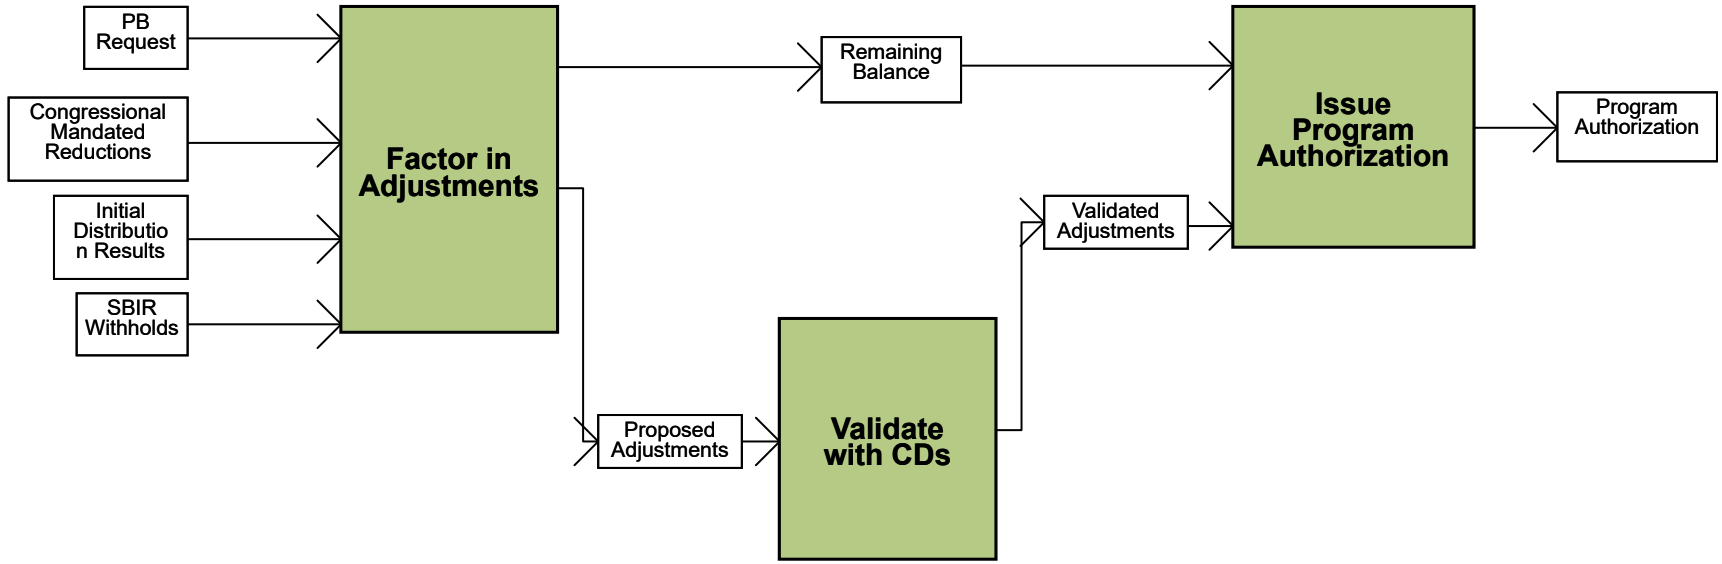 PB
Request
Congressional
Mandated
Reductions
Initial
Distributio
n Results
SBIR
Withholds
Factor in
Adjustments
Remaining
Balance
Proposed
Adjustments
Validate
with CDs
Validated
Adjustments
Issue
Program
Authorization
Program
Authorization